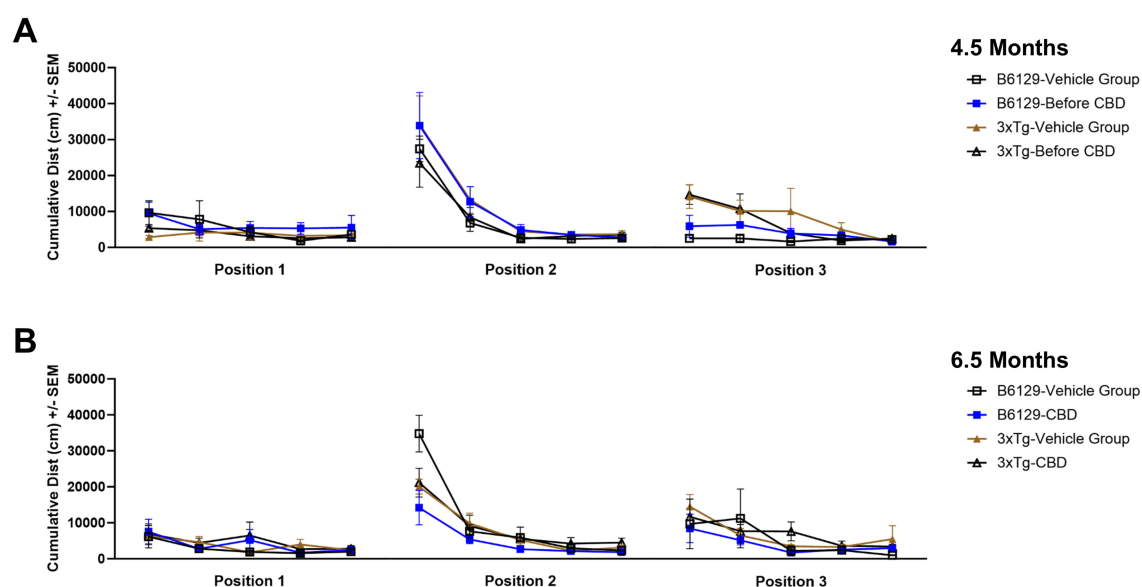 A
4.5 Months
50000
40000
30000
20000
10000
0
Cumulative Dist (cm) +/- SEM
Position 1
Position 2
Position 3
B6129-Vehicle Group
B6129-Before CBD
3xTg-Vehicle Group
3xTg-Before CBD
B
6.5 Months
50000
40000
30000
20000
10000
0
Cumulative Dist (cm) +/- SEM
Position 1
Position 2
Position 3
B6129-Vehicle Group
B6129-CBD
3xTg-Vehicle Group
3xTg-CBD